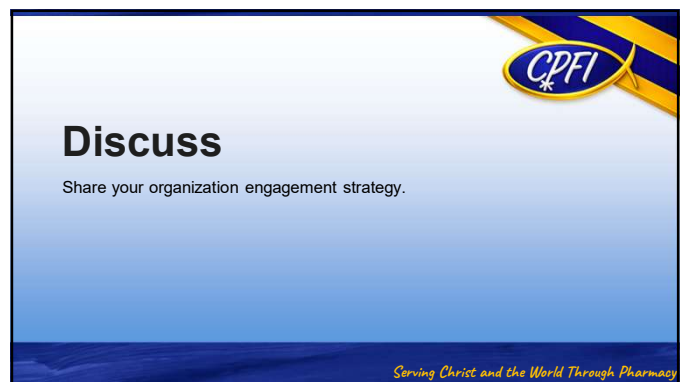 CPFI
Discuss
Share your organization engagement strategy.
Serving Christ and the World Through Pharmacy